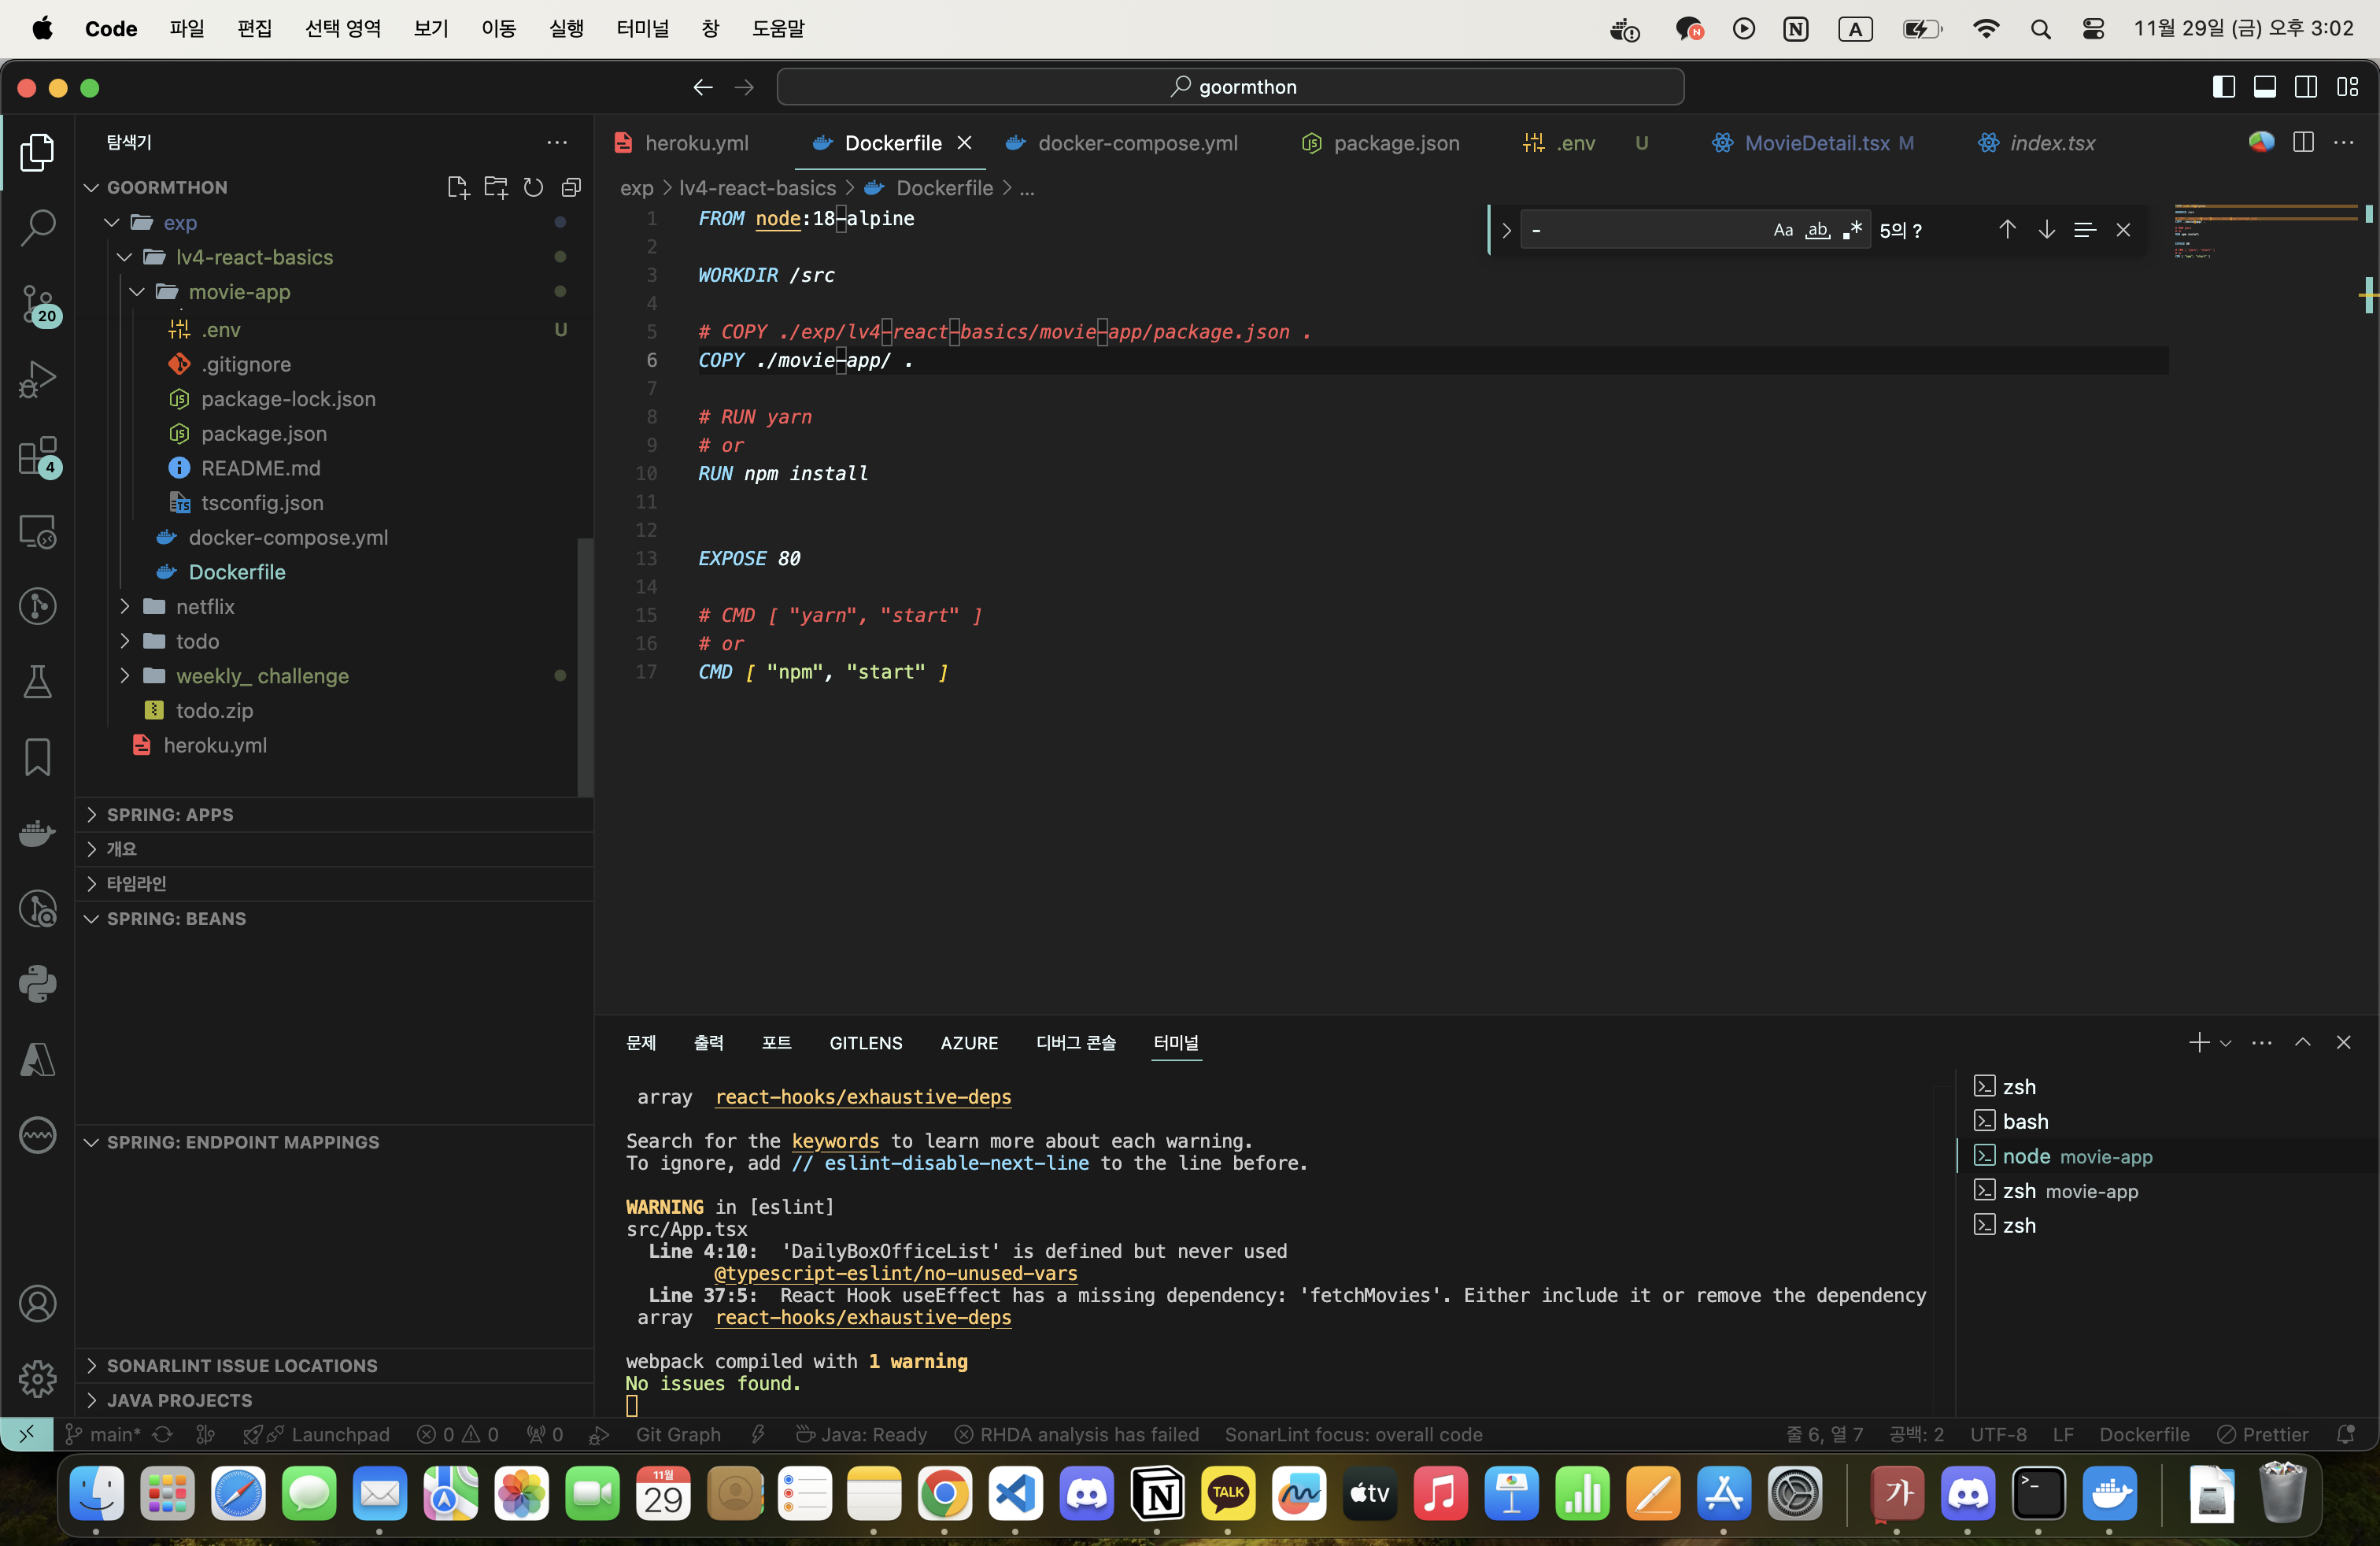 Code 파일 편집 선택 영역 보기 이동 실행 터미널 창 도움말 A 11월 29일 (금) 오후 3:02
goormthon
탐색기
heroku.yml Dockerfile docker-compose.yml package.json .env U MovieDetail.tsx M index.tsx
GOORMTHON
exp
lv4-react-basics
movie-app
.env U
.gitignore
package-lock.json
package.json
README.md
tsconfig.json
docker-compose.yml
Dockerfile
netflix
todo
weekly_ challenge
todo.zip
heroku.yml
SPRING: APPS
개요
타임라인
SPRING: BEANS
SPRING: ENDPOINT MAPPINGS
SONARLINT ISSUE LOCATIONS
JAVA PROJECTS
20
4
exp > lv4-react-basics > Dockerfile > ...
- Aa ab 5의 ?
1 FROM node:18-alpine
2
3 WORKDIR /src
4
5 # COPY ./exp/lv4-react-basics/movie-app/package.json .
6 COPY ./movie-app/ .
7
8 # RUN yarn
9 # or
10 RUN npm install
11
12
13 EXPOSE 80
14
15 # CMD [ "yarn", "start" ]
16 # or
17 CMD [ "npm", "start" ]
문제 출력 포트 GITLENS AZURE 디버그 콘솔 터미널
array react-hooks/exhaustive-deps
Search for the keywords to learn more about each warning.
To ignore, add // eslint-disable-next-line to the line before.
WARNING in [eslint]
src/App.tsx
Line 4:10: 'DailyBoxOfficeList' is defined but never used
@typescript-eslint/no-unused-vars
Line 37:5: React Hook useEffect has a missing dependency: 'fetchMovies'. Either include it or remove the dependency
array react-hooks/exhaustive-deps
webpack compiled with 1 warning
No issues found.
zsh
bash
node movie-app
zsh movie-app
zsh
main* Launchpad 0 0 0 Git Graph Java: Ready RHDA analysis has failed SonarLint focus: overall code 줄 6, 열 7 공백: 2 UTF-8 LF Dockerfile Prettier
11월
29
TALK
tv
가